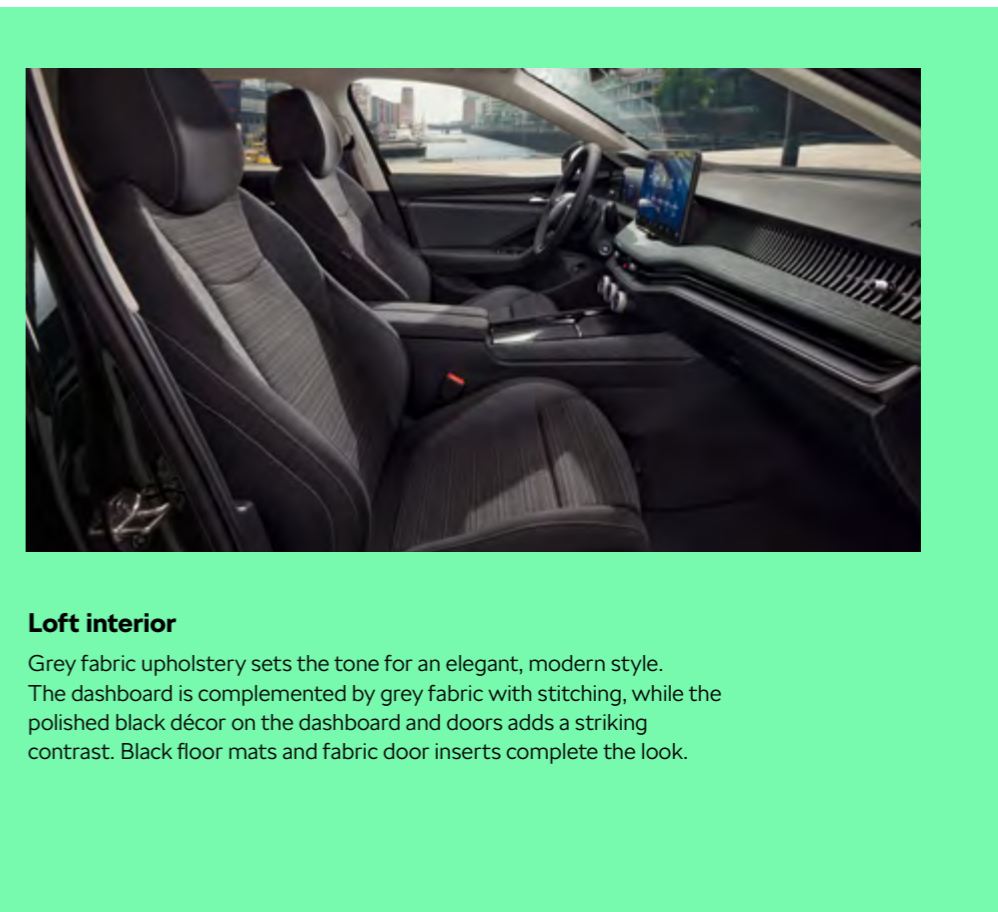 Loft interior
Grey fabric upholstery sets the tone for an elegant, modern style.
The dashboard is complemented by grey fabric with stitching, while the
polished black décor on the dashboard and doors adds a striking
contrast. Black floor mats and fabric door inserts complete the look.